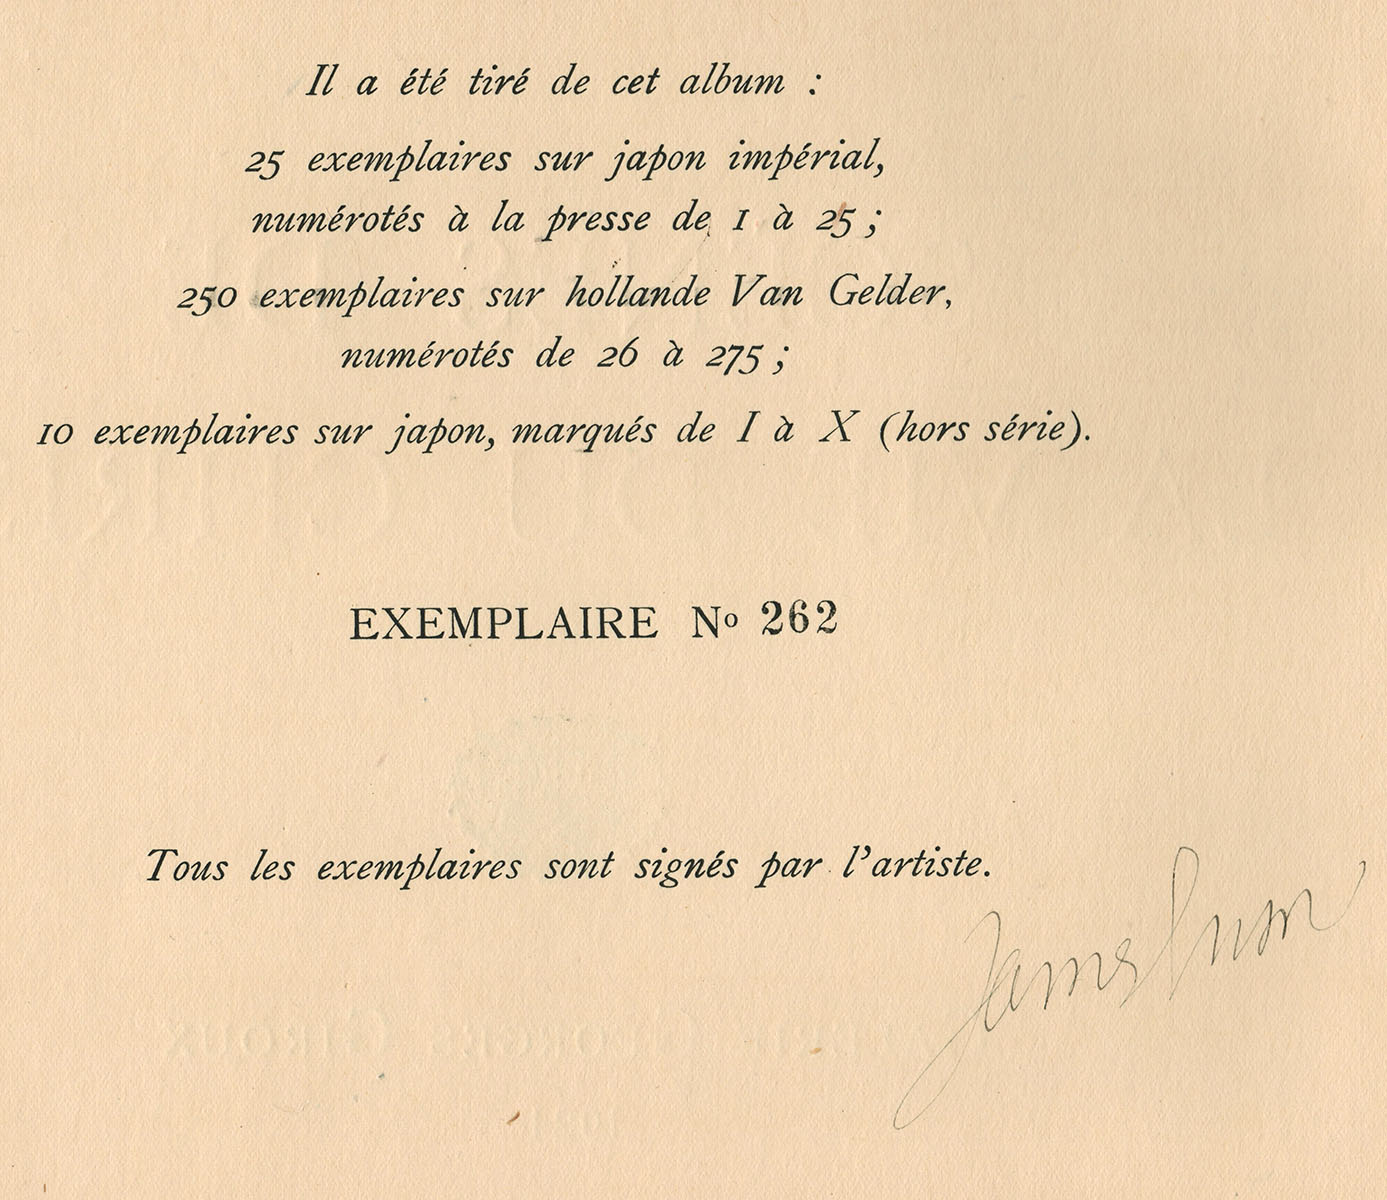 Il a été tiré de cet album :
25 exemplaires sur japon impérial,
numérotés à la presse de 1 à 25 ;
250 exemplaires sur hollande Van Gelder,
numérotés de 26 à 275 ;
10 exemplaires sur japon, marqués de I à X (hors série).
EXEMPLAIRE Nº 262
Tous les exemplaires sont signés par l'artiste.
James